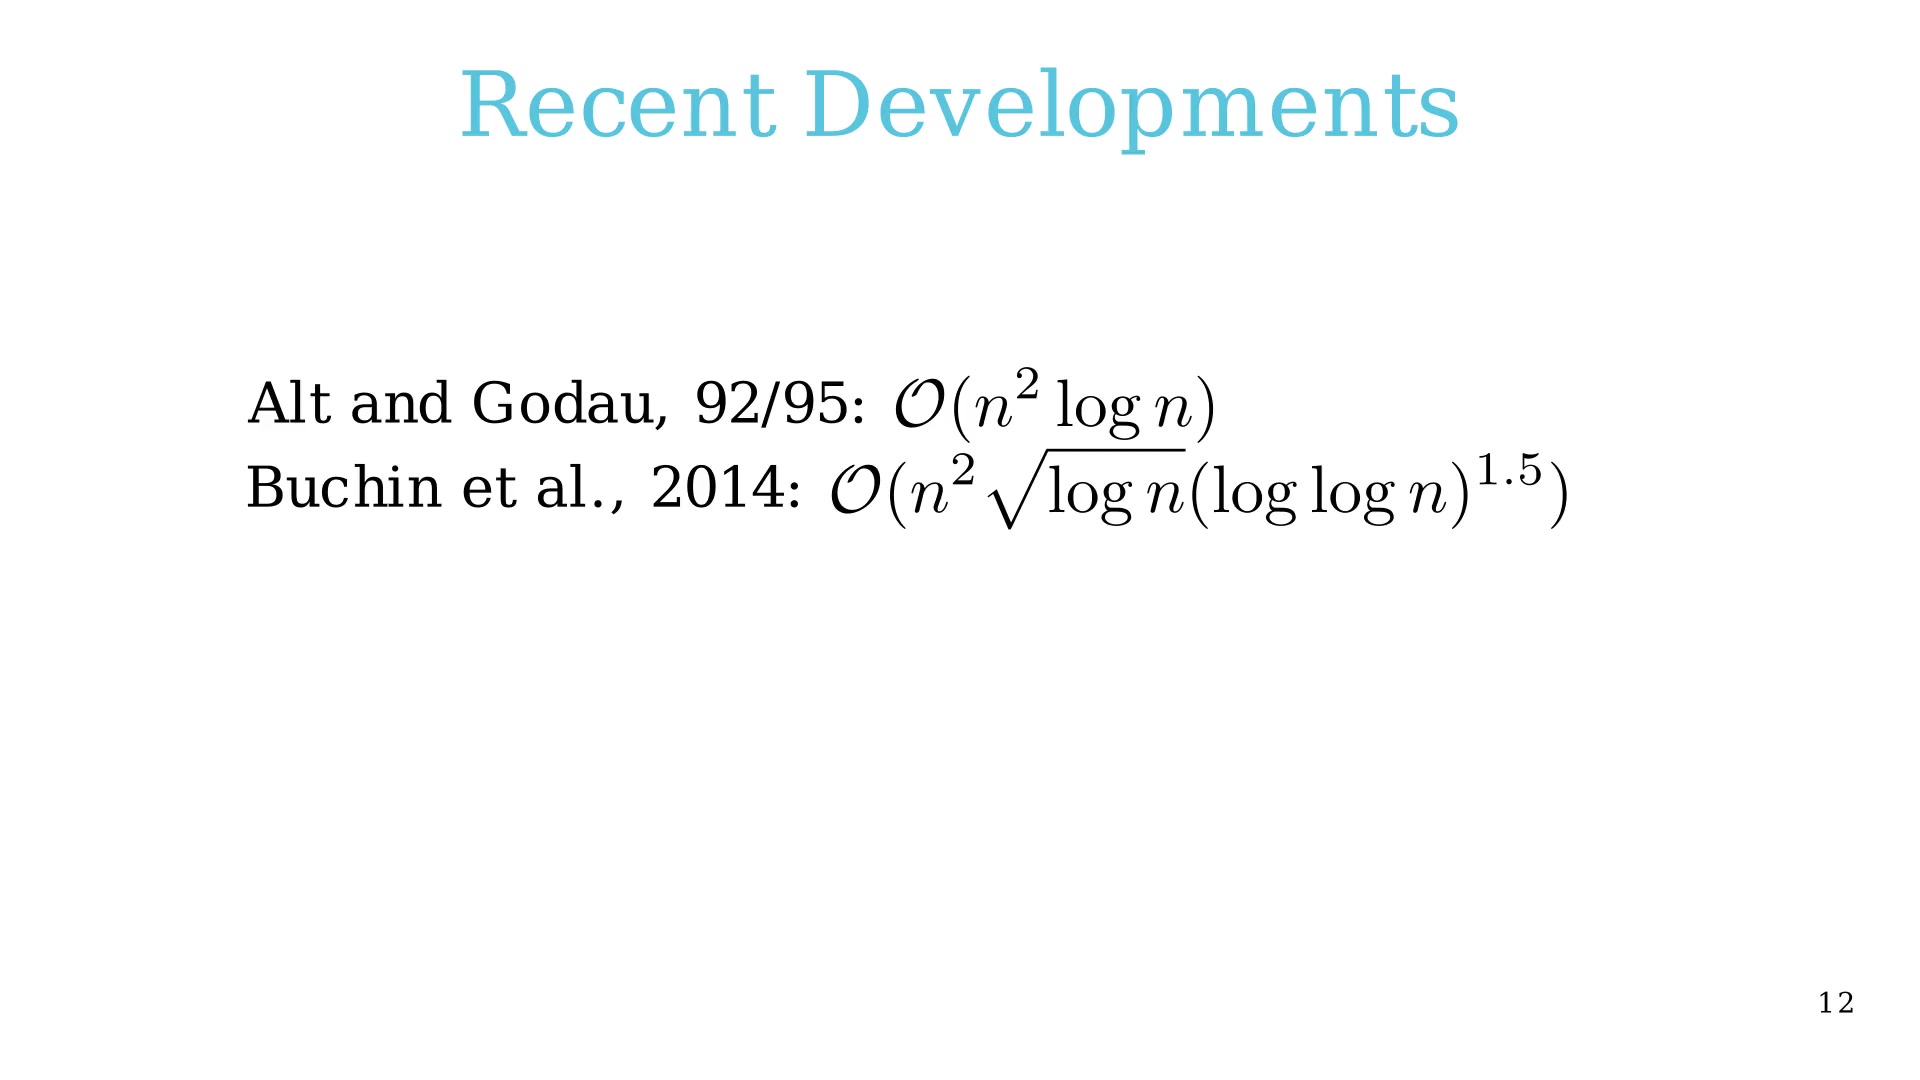 Recent Developments
Alt and Godau, 92/95: $\mathcal{O}(n^2 \log n)$
Buchin et al., 2014: $\mathcal{O}(n^2 \sqrt{\log n}(\log \log n)^{1.5})$
12